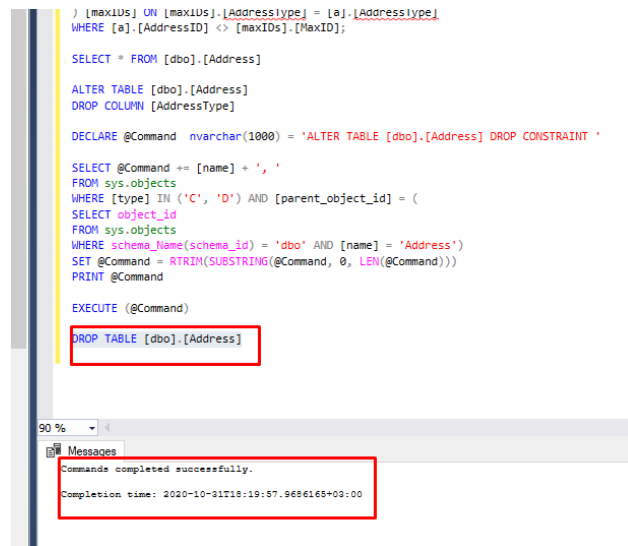 ) [maxIDs] ON [maxIDs].[AddressType] = [a].[AddressType]
WHERE [a].[AddressID] <> [maxIDs].[MaxID];
SELECT * FROM [dbo].[Address]
ALTER TABLE [dbo].[Address]
DROP COLUMN [AddressType]
DECLARE @Command nvarchar(1000) = 'ALTER TABLE [dbo].[Address] DROP CONSTRAINT '
SELECT @Command += [name] + ', '
FROM sys.objects
WHERE [type] IN ('C', 'D') AND [parent_object_id] = (
SELECT object_id
FROM sys.objects
WHERE schema_Name(schema_id) = 'dbo' AND [name] = 'Address')
SET @Command = RTRIM(SUBSTRING(@Command, 0, LEN(@Command)))
PRINT @Command
EXECUTE (@Command)
DROP TABLE [dbo].[Address]
90 %
Messages
Commands completed successfully.
Completion time: 2020-10-31T18:19:57.9686165+03:00